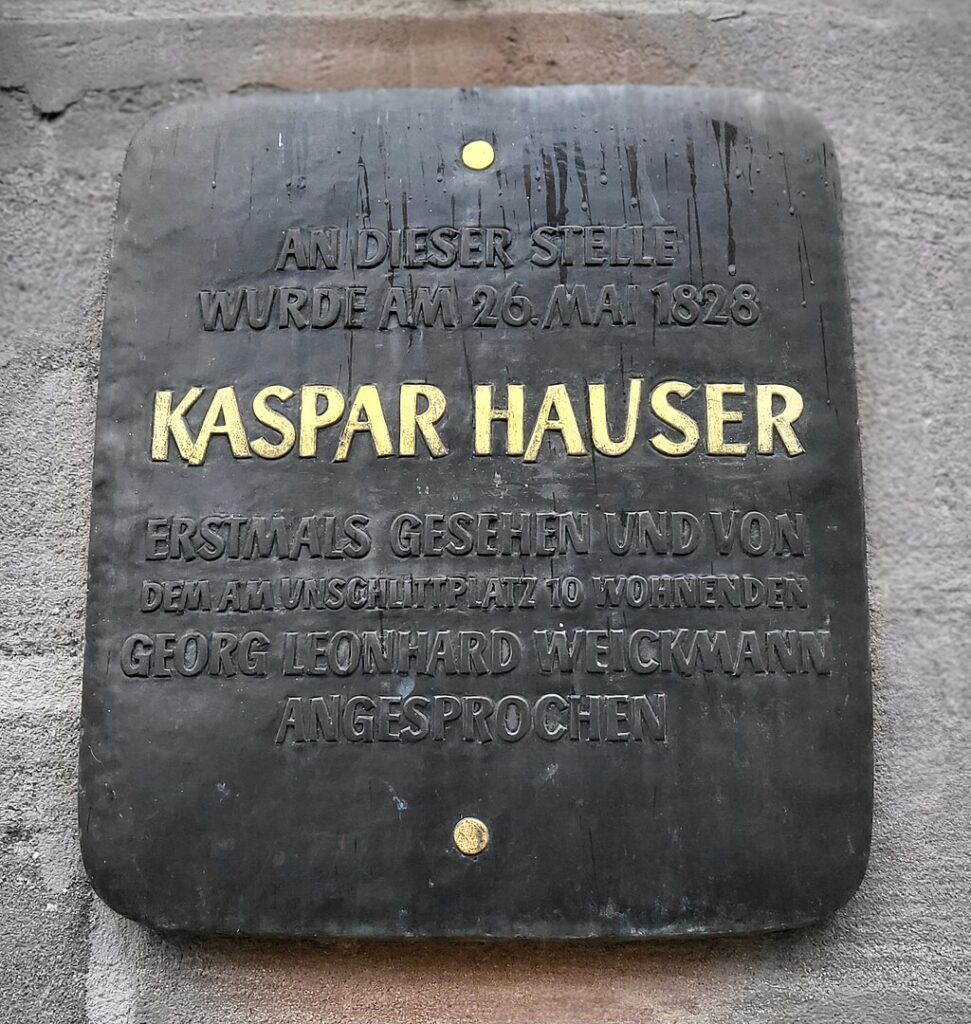 AN DIESER STELLE
WURDE AM 26. MAI 1828
KASPAR HAUSER
ERSTMALS GESEHEN UND VON
DEM AM UNSCHLITTPLATZ 10 WOHNENDEN
GEORG LEONHARD WEICKMANN
ANGESPROCHEN